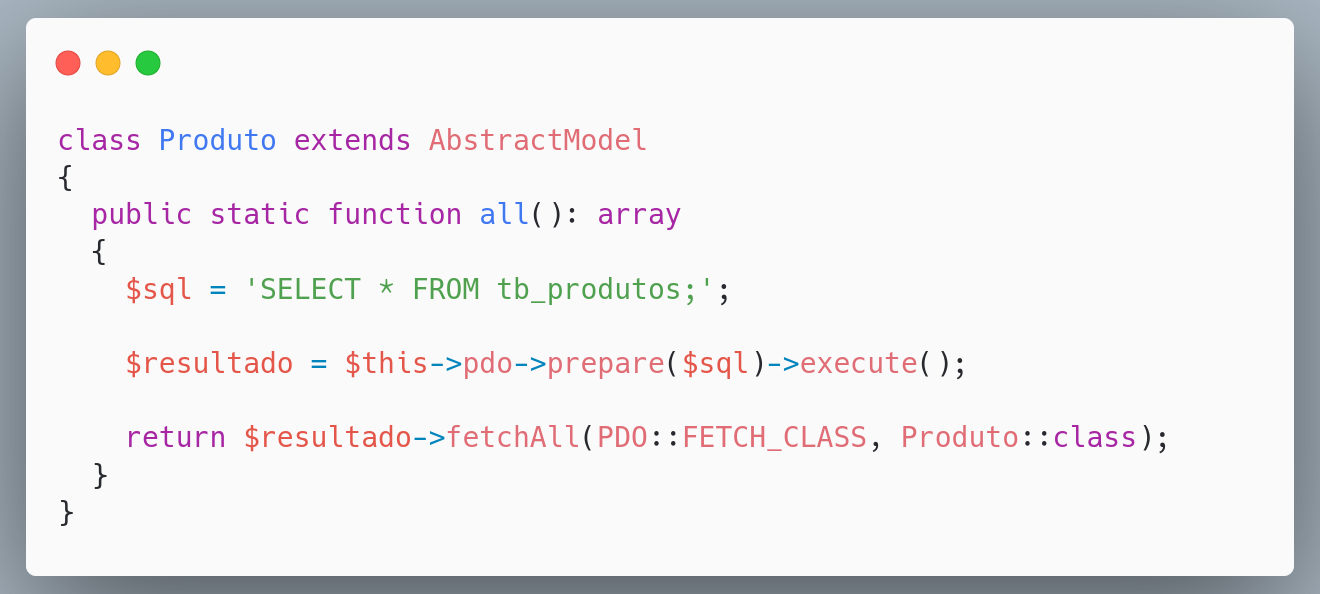 class Produto extends AbstractModel
{
  public static function all(): array
  {
    $sql = 'SELECT * FROM tb_produtos;';
    $resultado = $this->pdo->prepare($sql)->execute();
    return $resultado->fetchAll(PDO::FETCH_CLASS, Produto::class);
  }
}